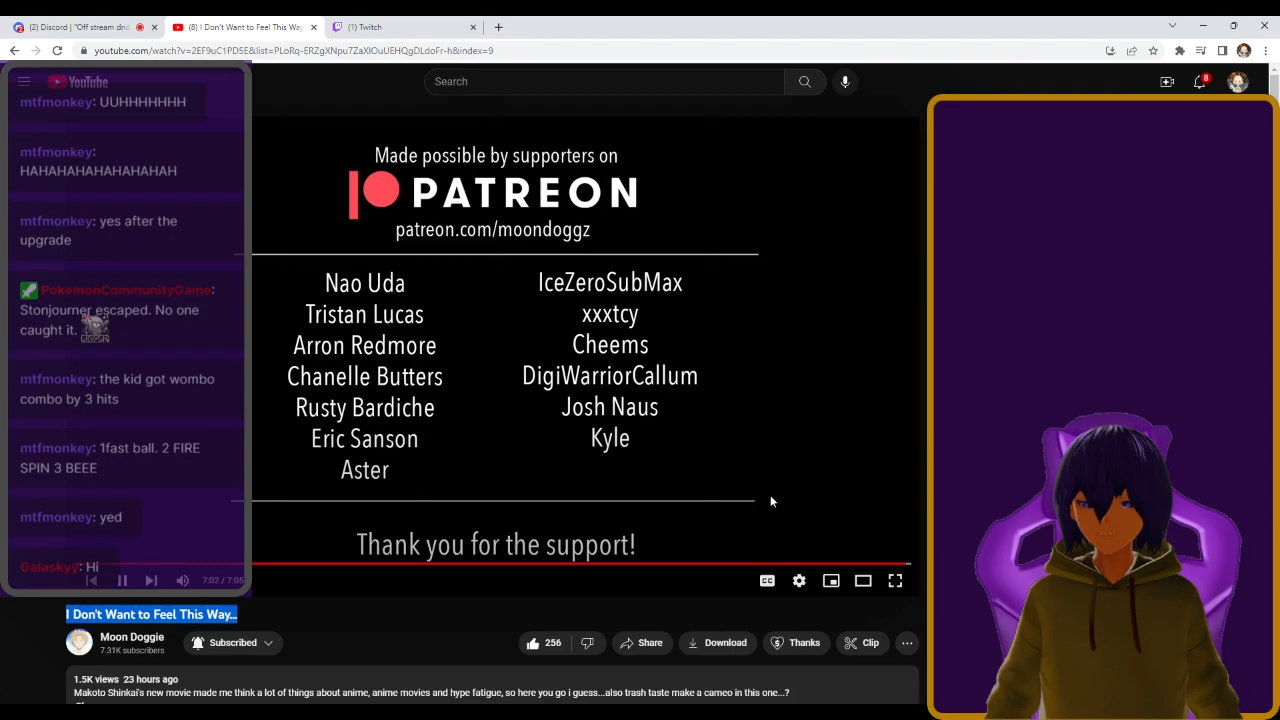 (2) Discord | "Off stream dnd
(8) I Don't Want to Feel This Way
(1) Twitch
youtube.com/watch?v=2EF9uC1PD5E&list=PLoRq-ERZgXNpu7ZaXlOuUEHQgDLdoFr-h&index=9
YouTube
Search
8
mtfmonkey: UUHHHHHHH
mtfmonkey:
HAHAHAHAHAHAHAHAH
mtfmonkey: yes after the
upgrade
PokemonCommunityGame:
Stonjourner escaped. No one
caught it.
mtfmonkey: the kid got wombo
combo by 3 hits
mtfmonkey: 1fast ball. 2 FIRE
SPIN 3 BEEE
mtfmonkey: yed
Galaskyy: Hi
7:02 / 7:05
Made possible by supporters on
PATREON
patreon.com/moondoggz
Nao Uda
Tristan Lucas
Arron Redmore
Chanelle Butters
Rusty Bardiche
Eric Sanson
Aster
IceZeroSubMax
xxxtcy
Cheems
DigiWarriorCallum
Josh Naus
Kyle
Thank you for the support!
CC
I Don't Want to Feel This Way...
Moon Doggie
7.31K subscribers
Subscribed
256
Share
Download
Thanks
Clip
1.5K views 23 hours ago
Makoto Shinkai's new movie made me think a lot of things about anime, anime movies and hype fatigue, so here you go i guess...also trash taste make a cameo in this one...?